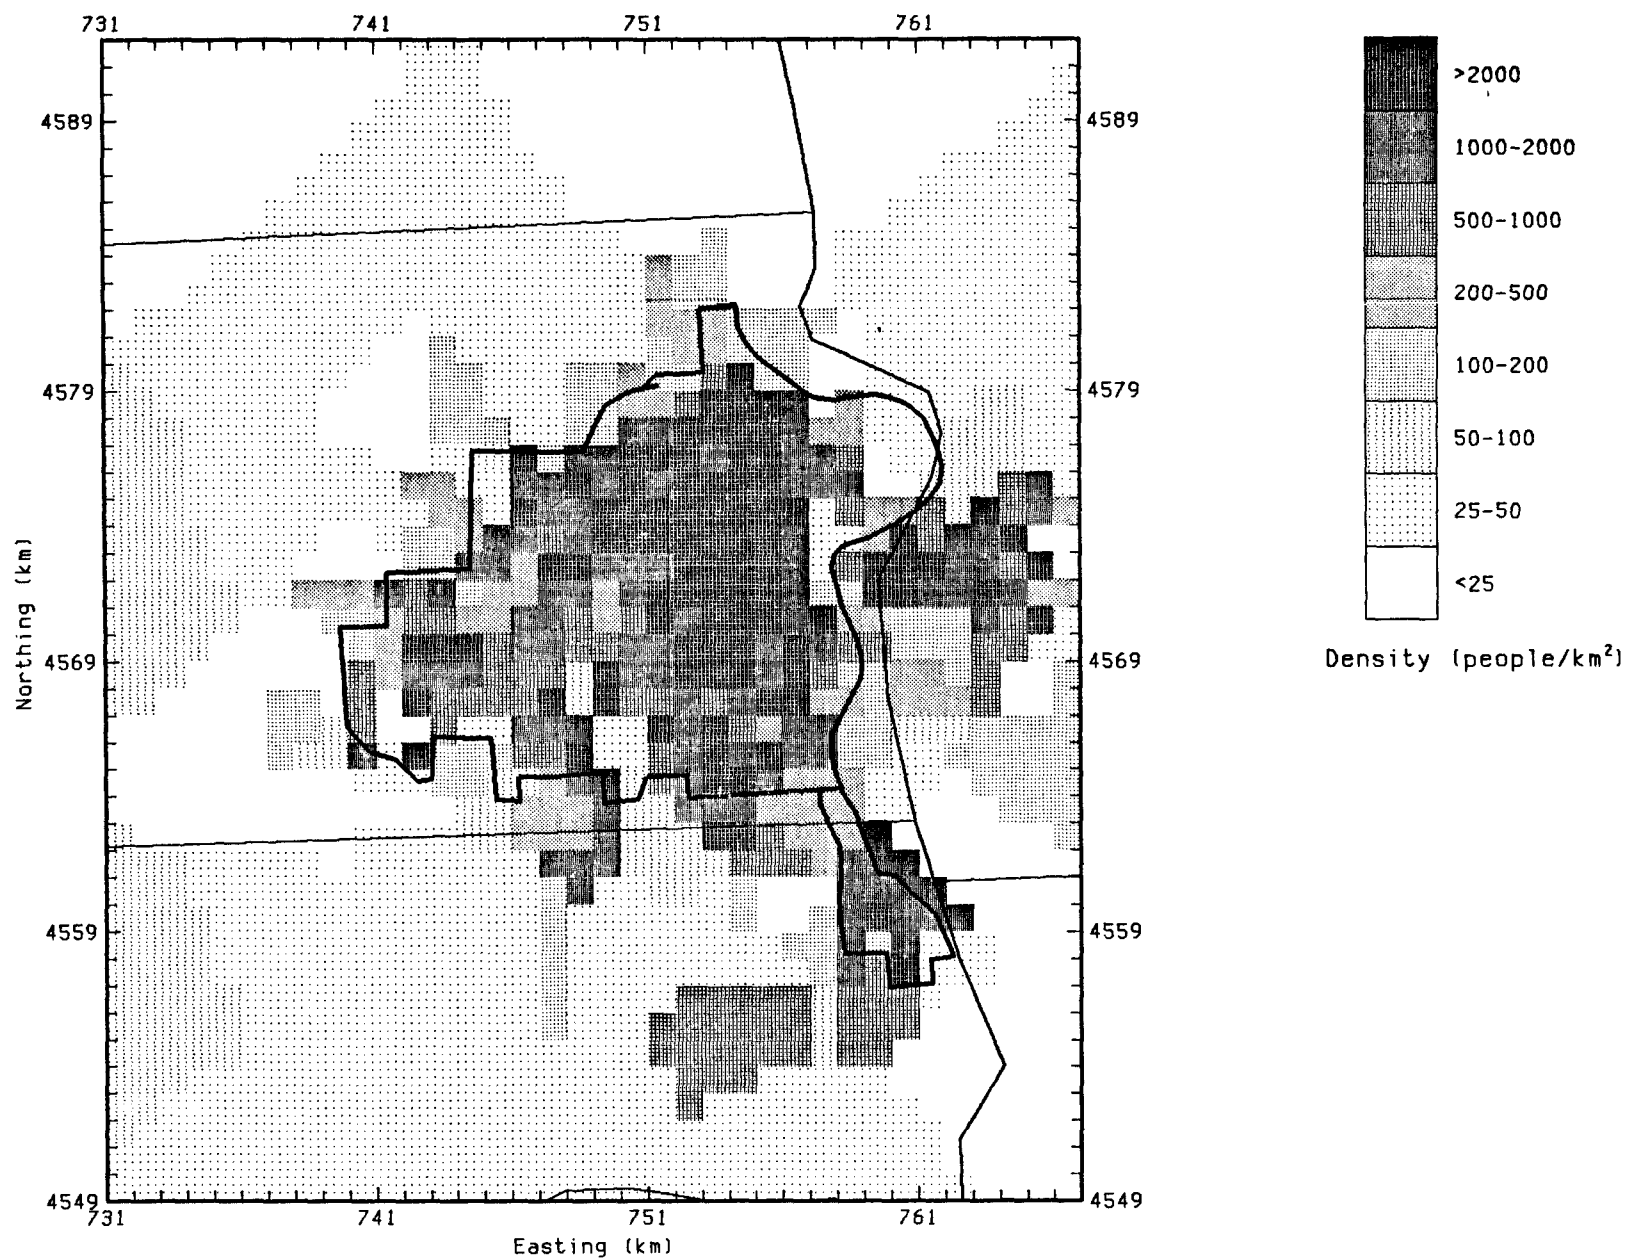 731 741 751 761
4589 4589
4579 4579
4569 4569
4559 4559
4549 4549
731 741 751 761
Northing (km)
Easting (km)
>2000
1000-2000
500-1000
200-500
100-200
50-100
25-50
<25
Density (people/km²)